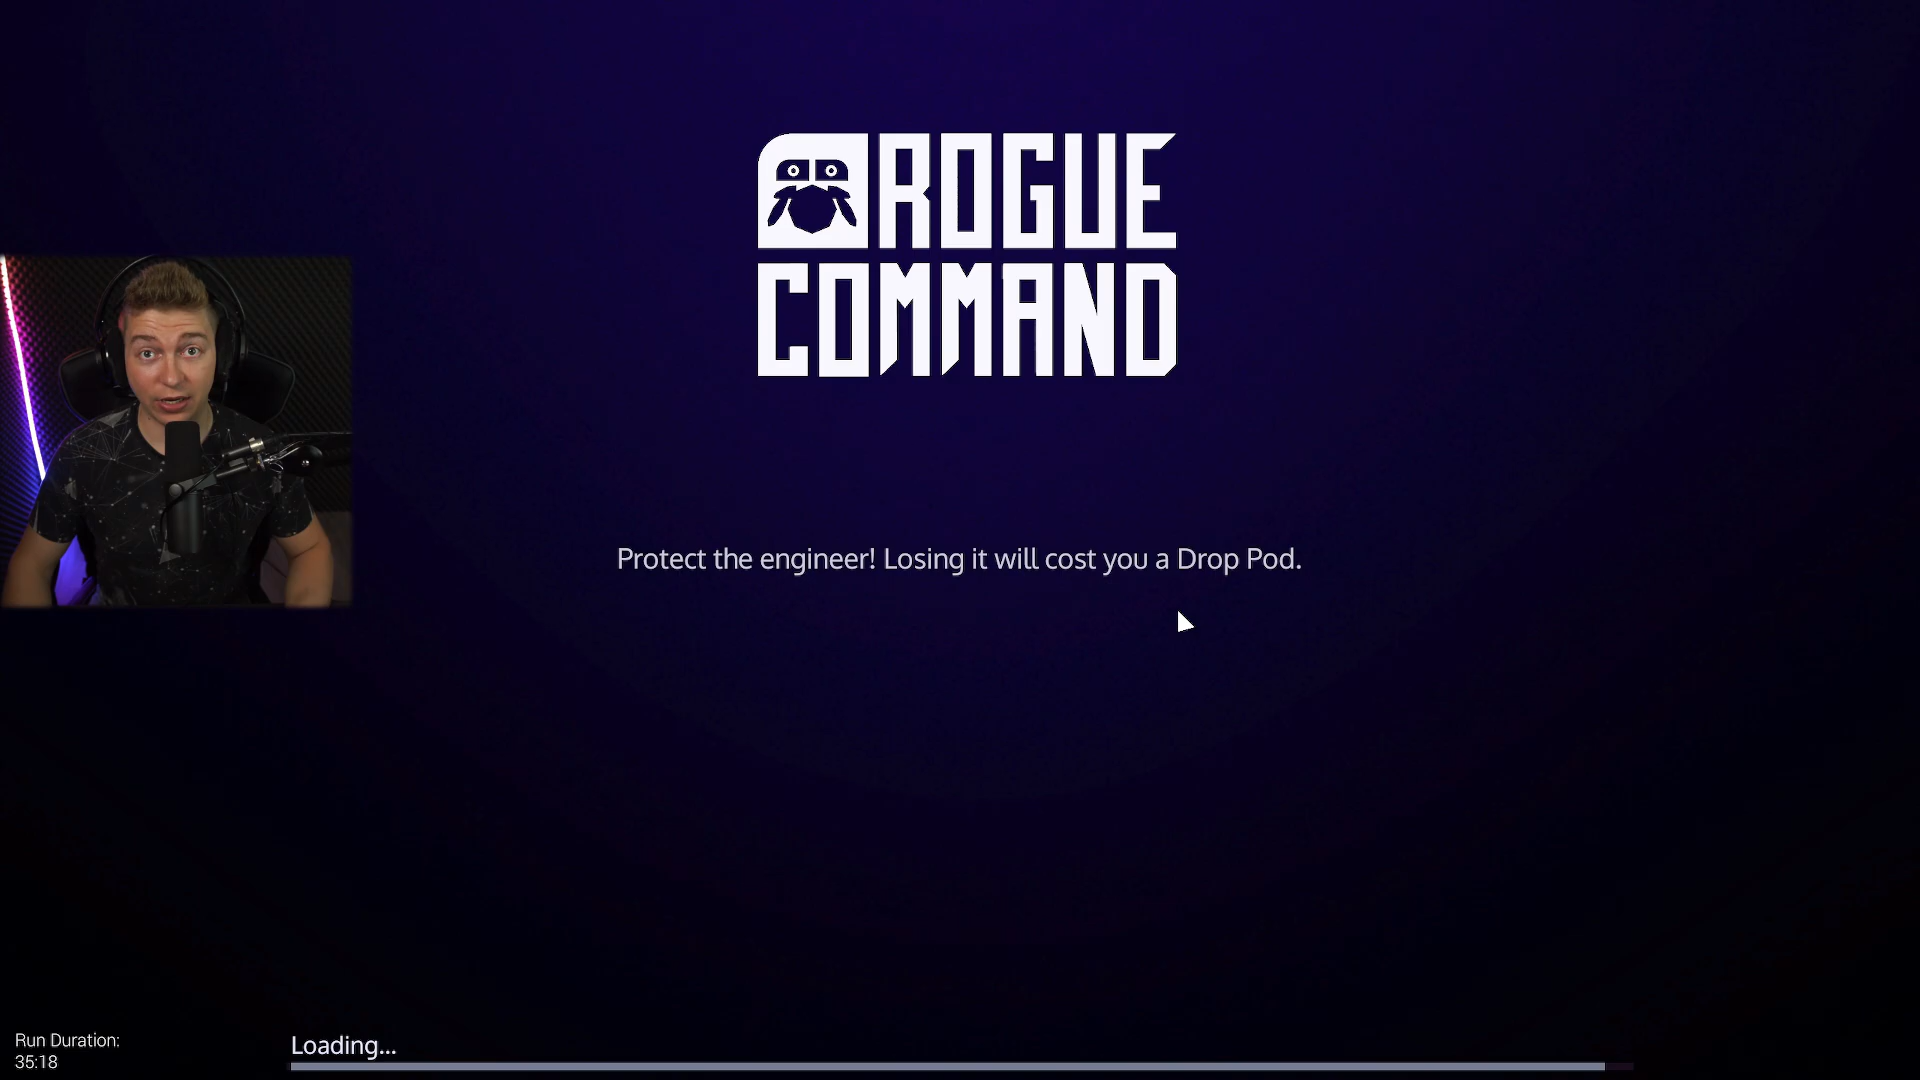 ROGUE
COMMAND
Protect the engineer! Losing it will cost you a Drop Pod.
Run Duration:
35:18
Loading...